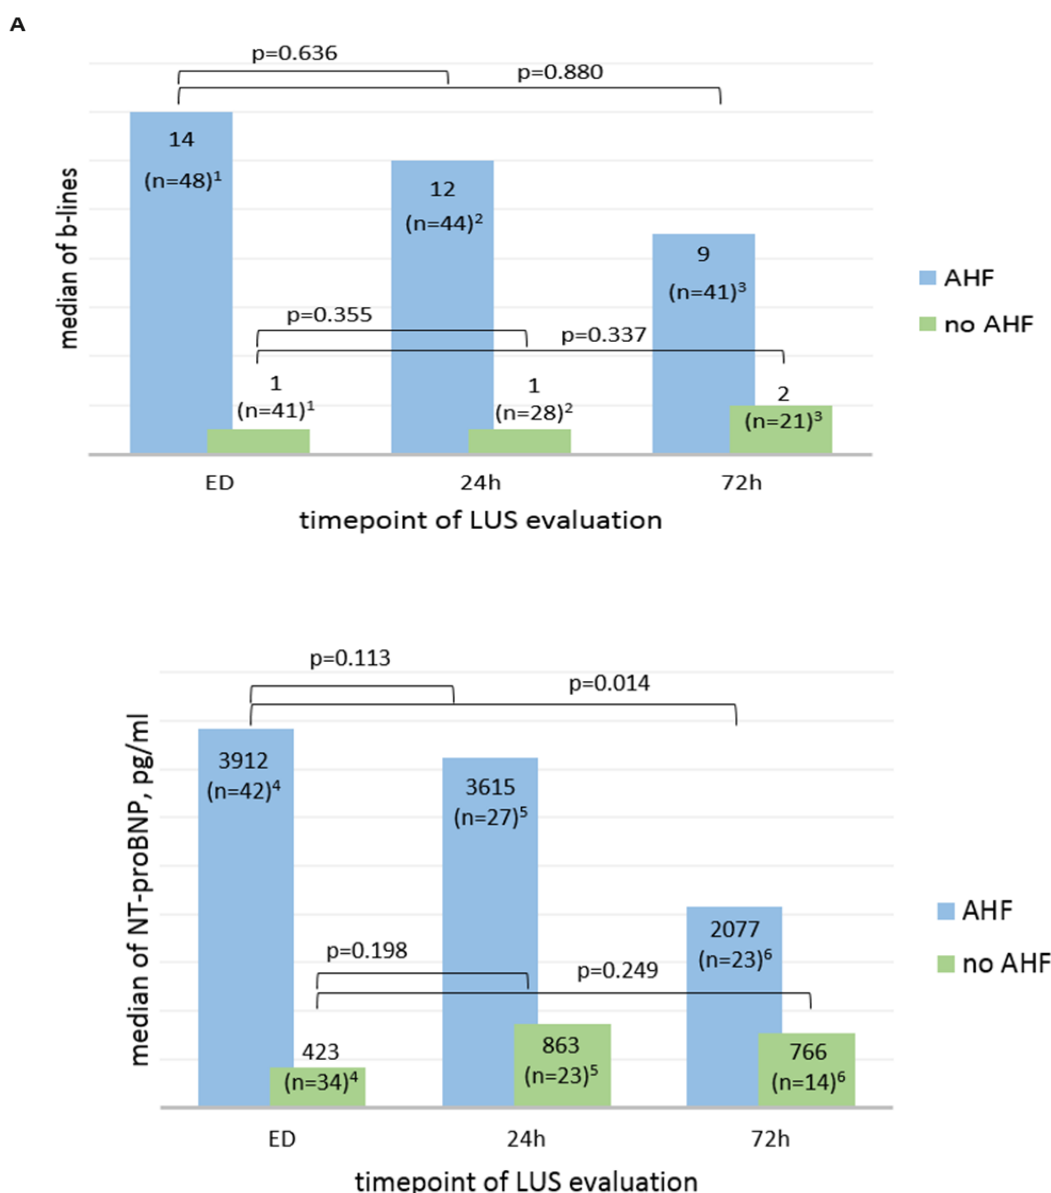 A
p=0.636
p=0.880
14
(n=48)¹
12
(n=44)²
9
(n=41)³
p=0.355
p=0.337
1
(n=41)¹
1
(n=28)²
2
(n=21)³
median of b-lines
AHF
no AHF
ED 24h 72h
timepoint of LUS evaluation
p=0.113
p=0.014
3912
(n=42)⁴
3615
(n=27)⁵
2077
(n=23)⁶
p=0.198
p=0.249
423
(n=34)⁴
863
(n=23)⁵
766
(n=14)⁶
median of NT-proBNP, pg/ml
AHF
no AHF
ED 24h 72h
timepoint of LUS evaluation